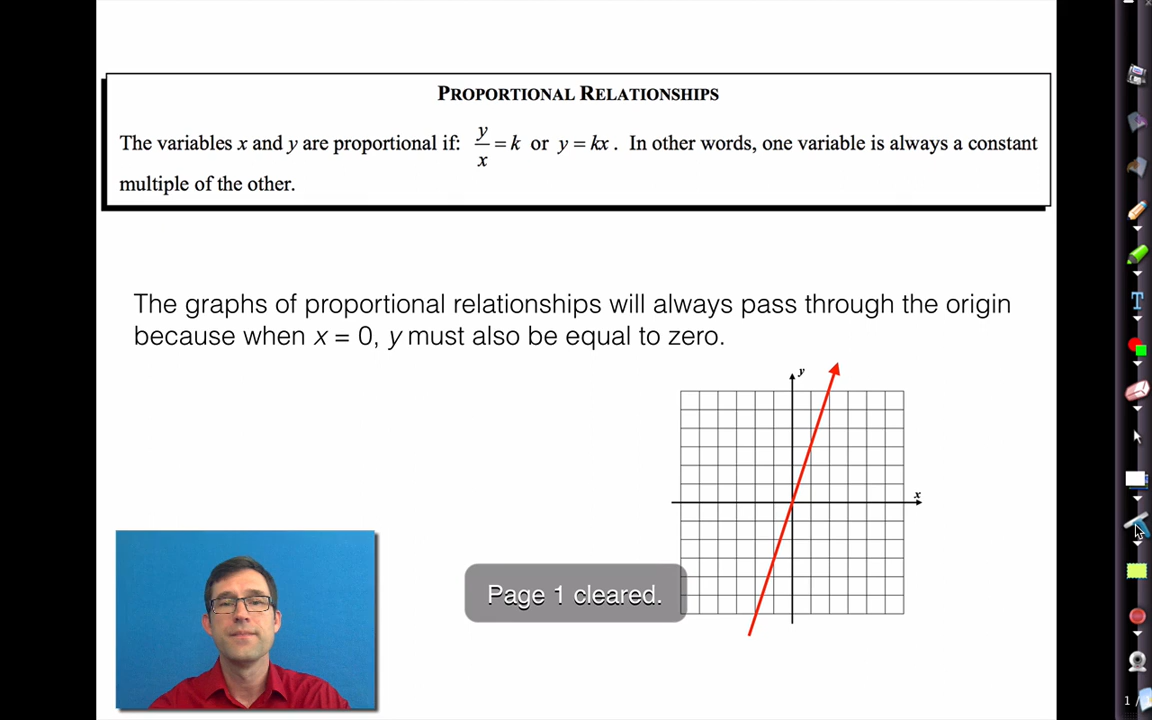 PROPORTIONAL RELATIONSHIPS
The variables x and y are proportional if: y/x = k or y = kx. In other words, one variable is always a constant
multiple of the other.
The graphs of proportional relationships will always pass through the origin
because when x = 0, y must also be equal to zero.
y
x
Page 1 cleared.
T
1 /